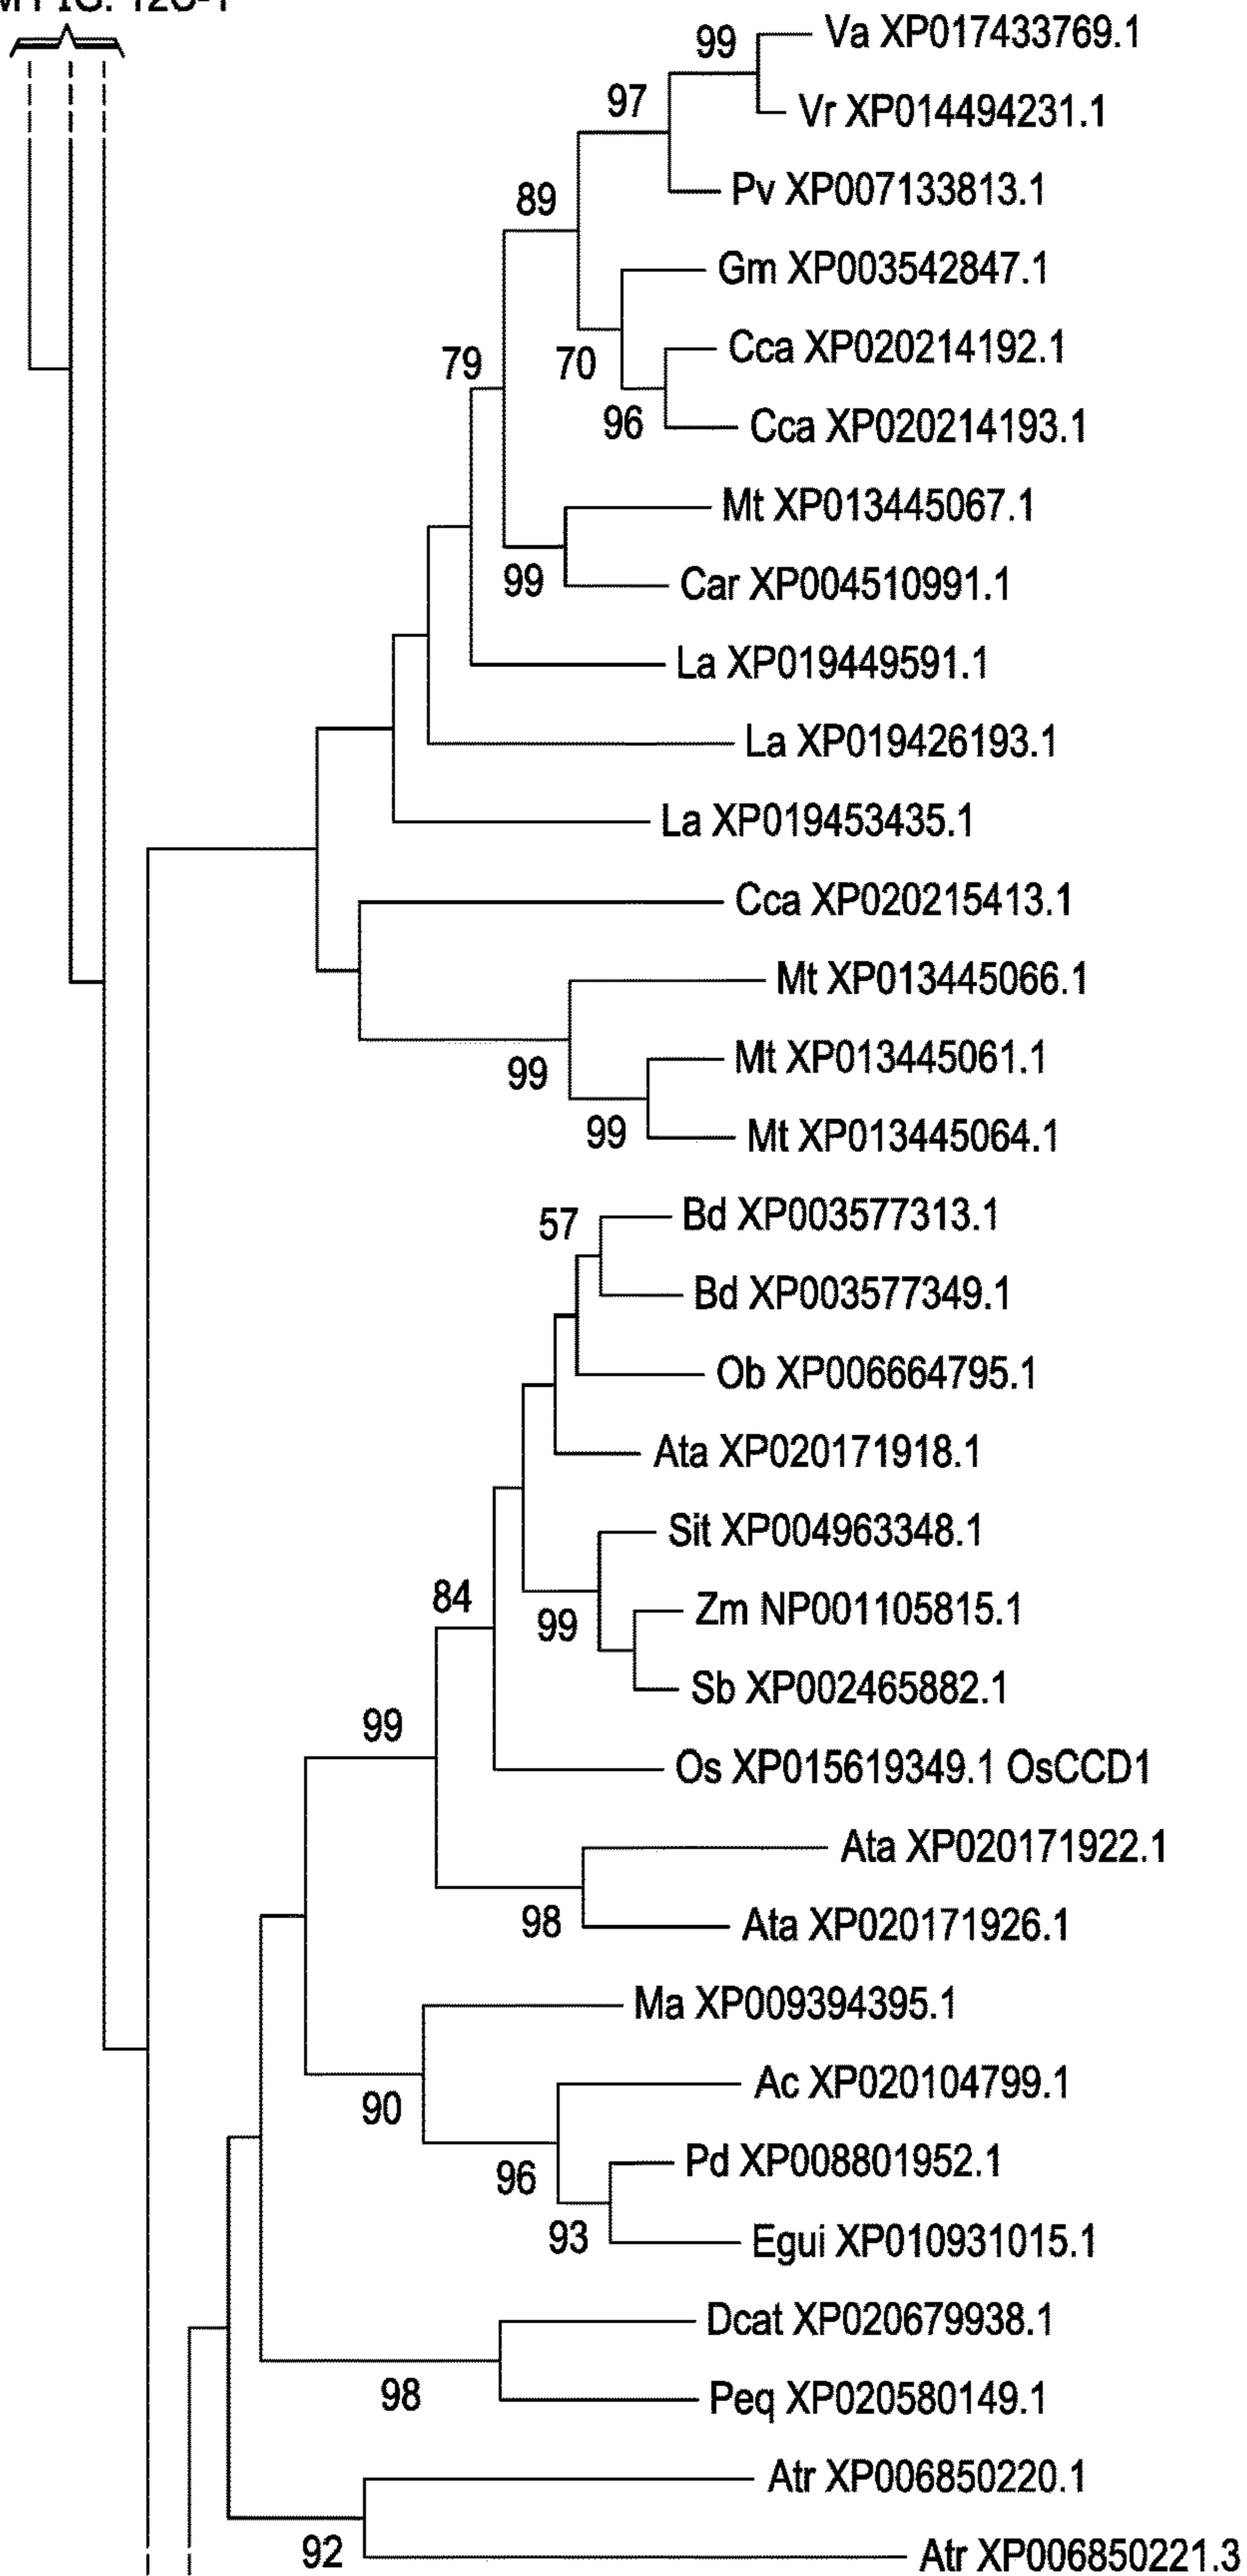 99
Va XP017433769.1
97
Vr XP014494231.1
Pv XP007133813.1
89
Gm XP003542847.1
79
70
Cca XP020214192.1
96
Cca XP020214193.1
Mt XP013445067.1
99
Car XP004510991.1
La XP019449591.1
La XP019426193.1
La XP019453435.1
Cca XP020215413.1
Mt XP013445066.1
99
Mt XP013445061.1
99
Mt XP013445064.1
57
Bd XP003577313.1
Bd XP003577349.1
Ob XP006664795.1
Ata XP020171918.1
Sit XP004963348.1
84
99
Zm NP001105815.1
Sb XP002465882.1
99
Os XP015619349.1 OsCCD1
Ata XP020171922.1
98
Ata XP020171926.1
Ma XP009394395.1
90
Ac XP020104799.1
96
Pd XP008801952.1
93
Egui XP010931015.1
Dcat XP020679938.1
98
Peq XP020580149.1
Atr XP006850220.1
92
Atr XP006850221.3